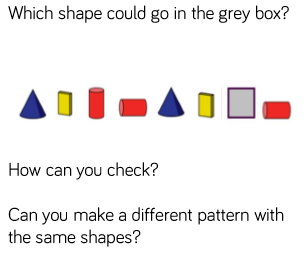 Which shape could go in the grey box?
How can you check?
Can you make a different pattern with
the same shapes?